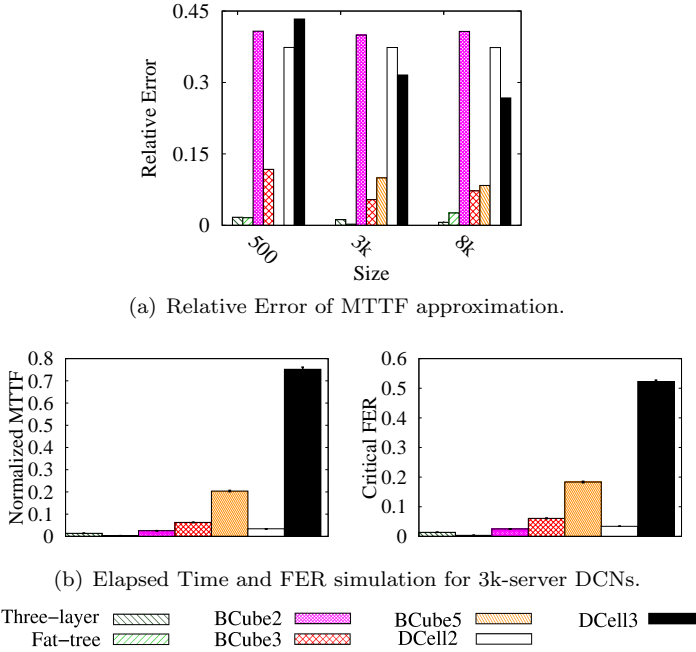 0.45
0.3
0.15
0
Relative Error
500
3k
8k
Size
(a) Relative Error of MTTF approximation.
0.8
0.7
0.6
0.5
0.4
0.3
0.2
0.1
0
Normalized MTTF
0.6
0.5
0.4
0.3
0.2
0.1
0
Critical FER
(b) Elapsed Time and FER simulation for 3k-server DCNs.
Three-layer BCube2 BCube5 DCell3
Fat-tree BCube3 DCell2